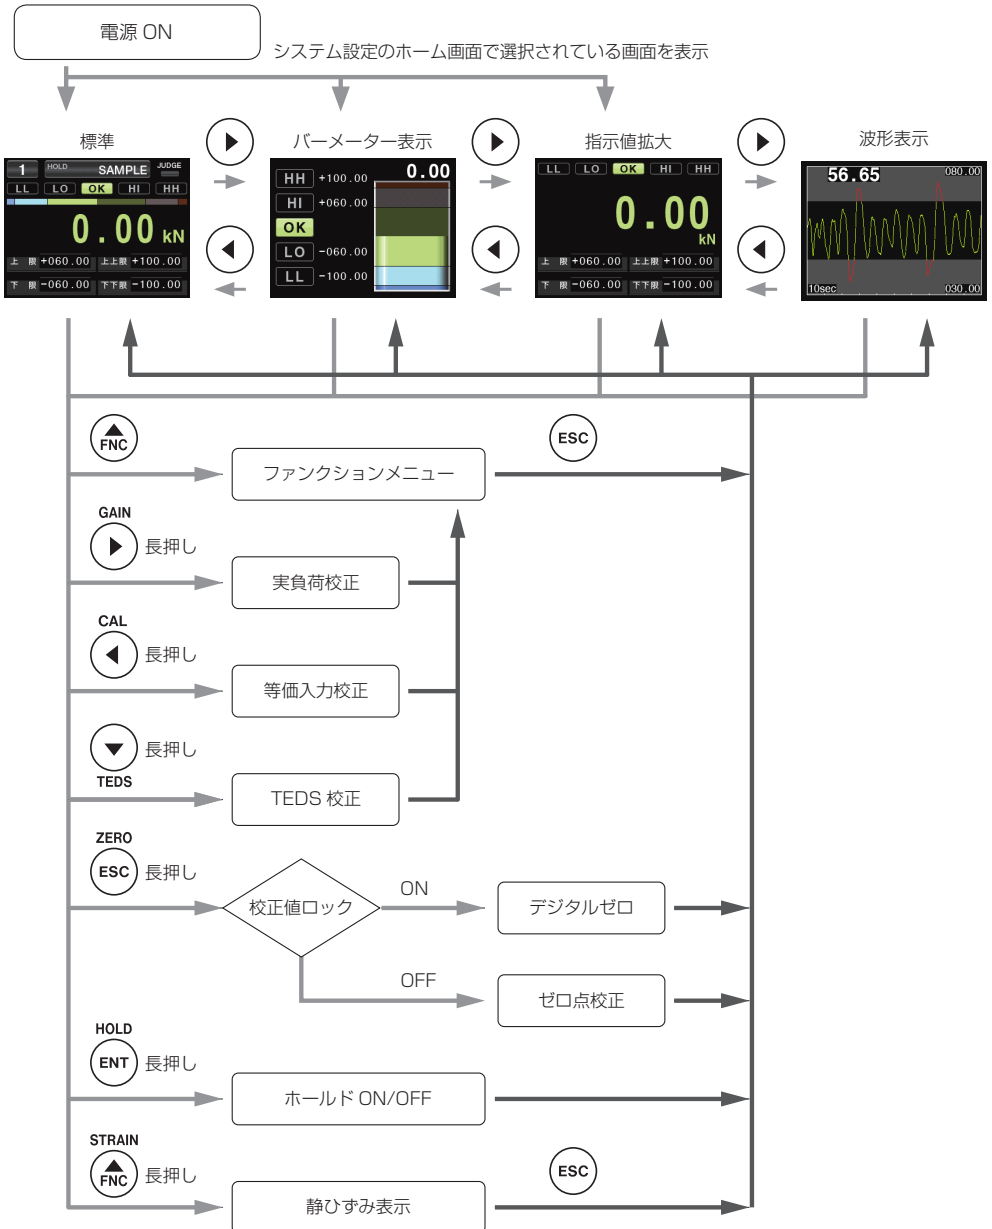 電源 ON
システム設定のホーム画面で選択されている画面を表示
標準
バーメーター表示
指示値拡大
波形表示
1 HOLD SAMPLE JUDGE
LL LO OK HI HH
0.00 kN
上 限 +060.00 上上限 +100.00
下 限 -060.00 下下限 -100.00
0.00
HH +100.00
HI +060.00
OK
LO -060.00
LL -100.00
LL LO OK HI HH
0.00
kN
上 限 +060.00 上上限 +100.00
下 限 -060.00 下下限 -100.00
56.65 080.00
10sec 030.00
FNC
ESC
ファンクションメニュー
GAIN
長押し
実負荷校正
CAL
長押し
等価入力校正
長押し
TEDS
TEDS 校正
ZERO
ESC 長押し
校正値ロック
ON
デジタルゼロ
OFF
ゼロ点校正
HOLD
ENT 長押し
ホールド ON/OFF
STRAIN
FNC 長押し
ESC
静ひずみ表示